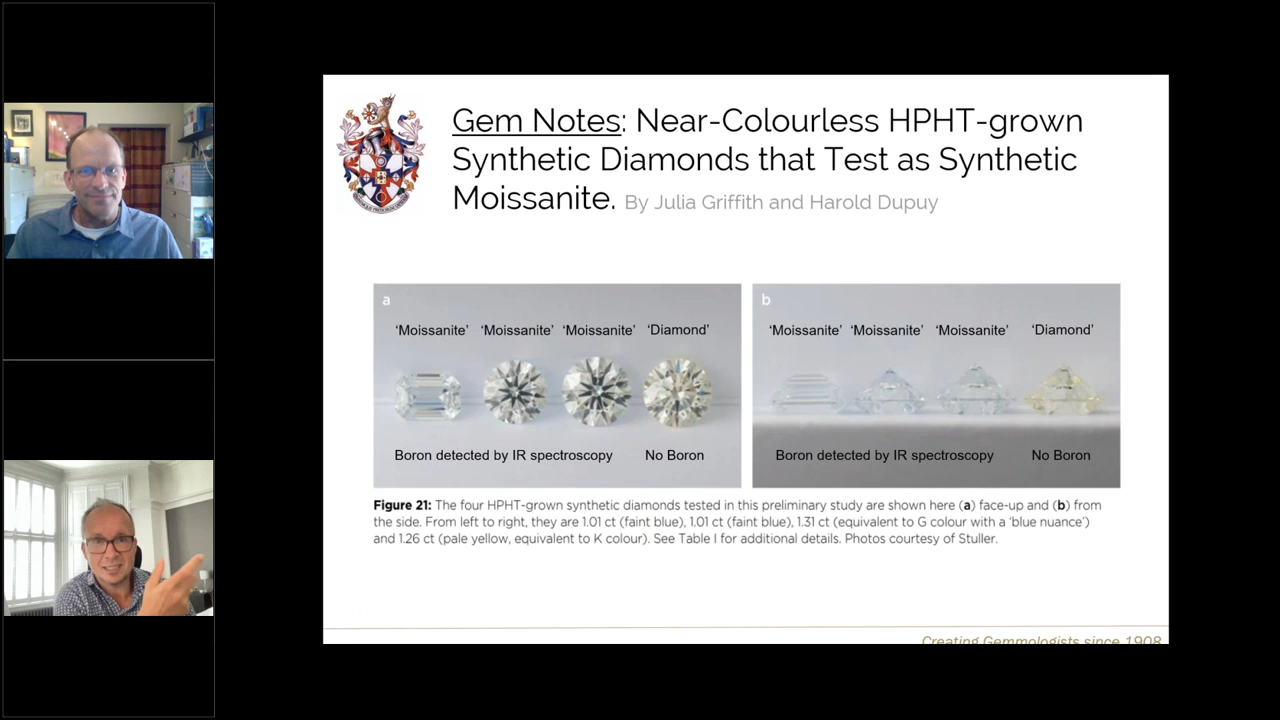 Gem Notes: Near-Colourless HPHT-grown
Synthetic Diamonds that Test as Synthetic
Moissanite. By Julia Griffith and Harold Dupuy
a
'Moissanite' 'Moissanite' 'Moissanite' 'Diamond'
Boron detected by IR spectroscopy No Boron
b
'Moissanite' 'Moissanite' 'Moissanite' 'Diamond'
Boron detected by IR spectroscopy No Boron
Figure 21: The four HPHT-grown synthetic diamonds tested in this preliminary study are shown here (a) face-up and (b) from
the side. From left to right, they are 1.01 ct (faint blue), 1.01 ct (faint blue), 1.31 ct (equivalent to G colour with a 'blue nuance')
and 1.26 ct (pale yellow, equivalent to K colour). See Table I for additional details. Photos courtesy of Stuller.
Creating Gemmologists since 1908